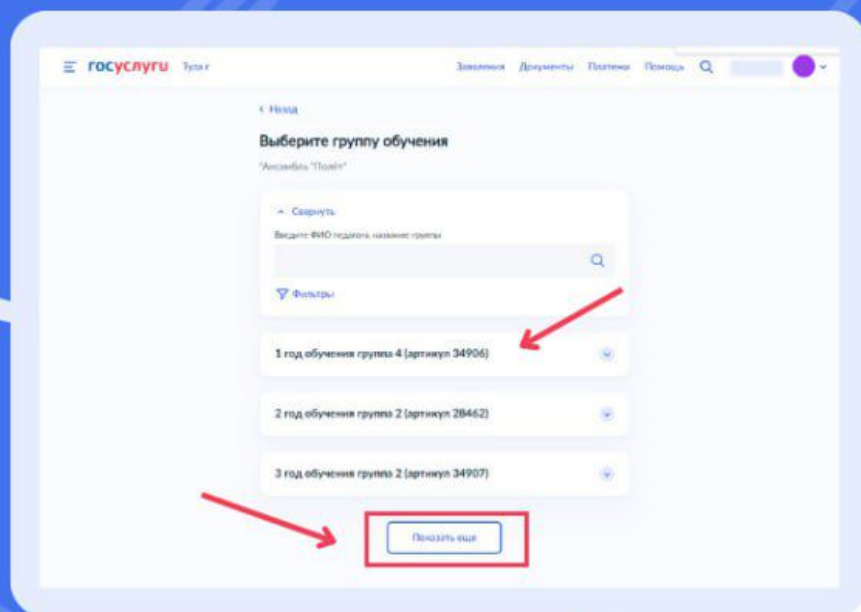 госуслуги Тула г Заявления Документы Платежи Помощь
Назад
Выберите группу обучения
"Ансамбль "Полёт"
Свернуть
Введите ФИО педагога, название группы
Фильтры
1 год обучения группа 4 (артикул 34906)
2 год обучения группа 2 (артикул 28462)
3 год обучения группа 2 (артикул 34907)
Показать еще